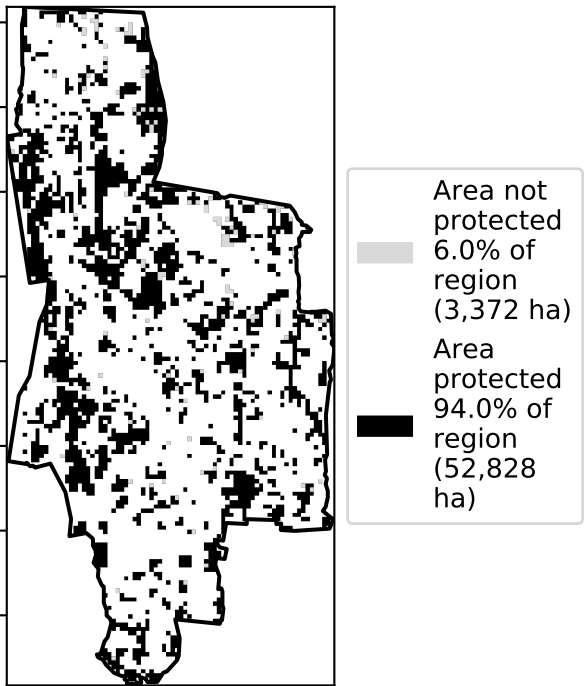 Area not
protected
6.0% of
region
(3,372 ha)
Area
protected
94.0% of
region
(52,828
ha)